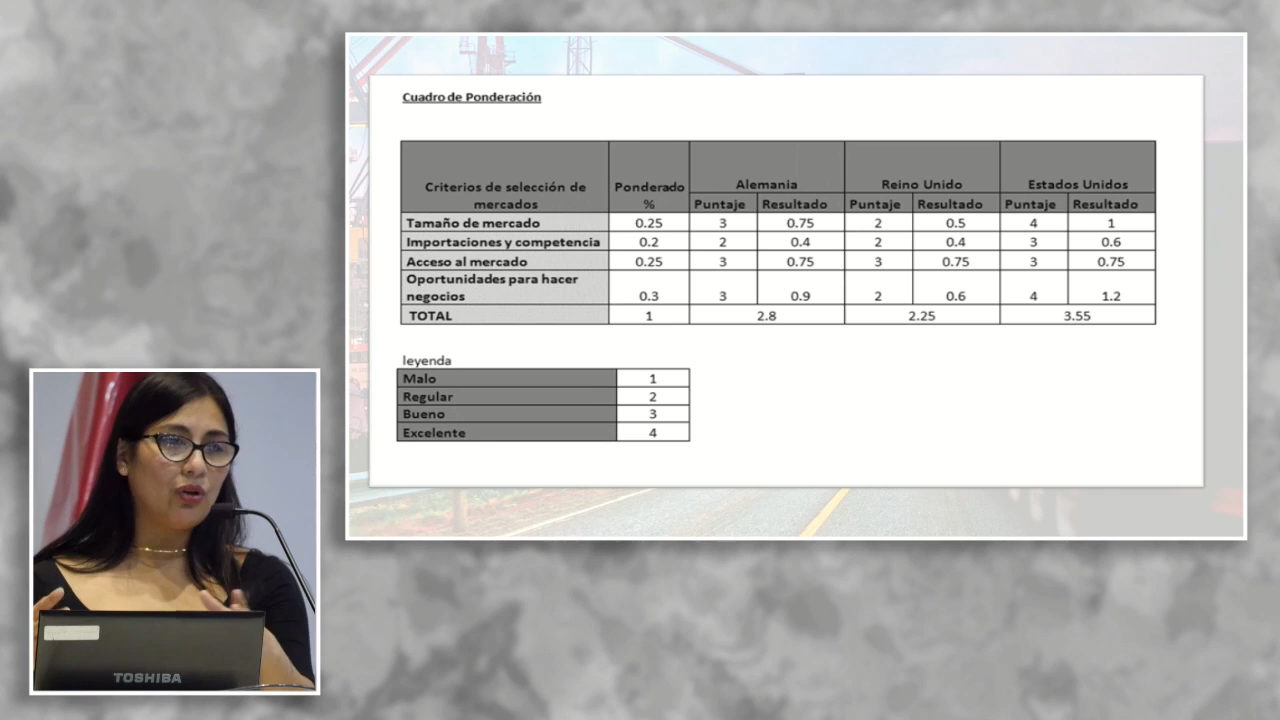 Cuadro de Ponderación
Criterios de selección de mercados Ponderado % Alemania Reino Unido Estados Unidos
Puntaje Resultado Puntaje Resultado Puntaje Resultado
Tamaño de mercado 0.25 3 0.75 2 0.5 4 1
Importaciones y competencia 0.2 2 0.4 2 0.4 3 0.6
Acceso al mercado 0.25 3 0.75 3 0.75 3 0.75
Oportunidades para hacer
negocios 0.3 3 0.9 2 0.6 4 1.2
TOTAL 1 2.8 2.25 3.55
leyenda
Malo 1
Regular 2
Bueno 3
Excelente 4
TOSHIBA